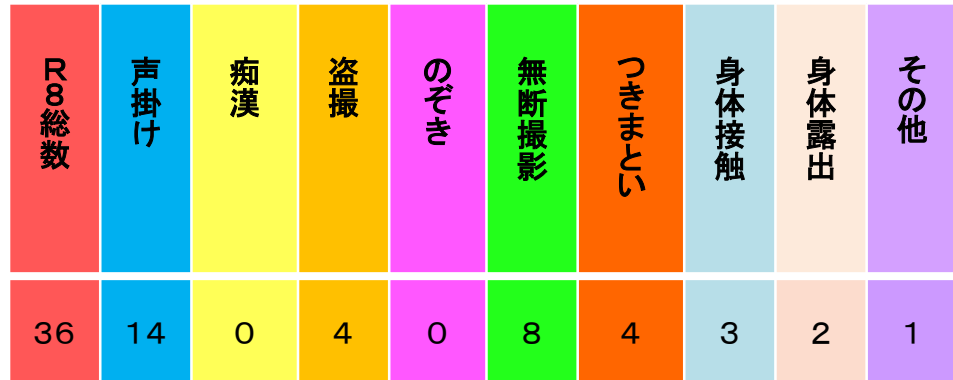 R8総数
声掛け
痴漢
盗撮
のぞき
無断撮影
つきまとい
身体接触
身体露出
その他
36
14
0
4
0
8
4
3
2
1